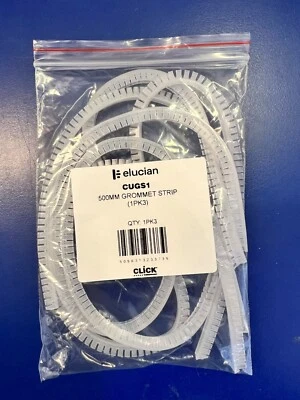 elucian
CUGS1
500MM GROMMET STRIP
(1PK3)
QTY: 1PK3
CLICK